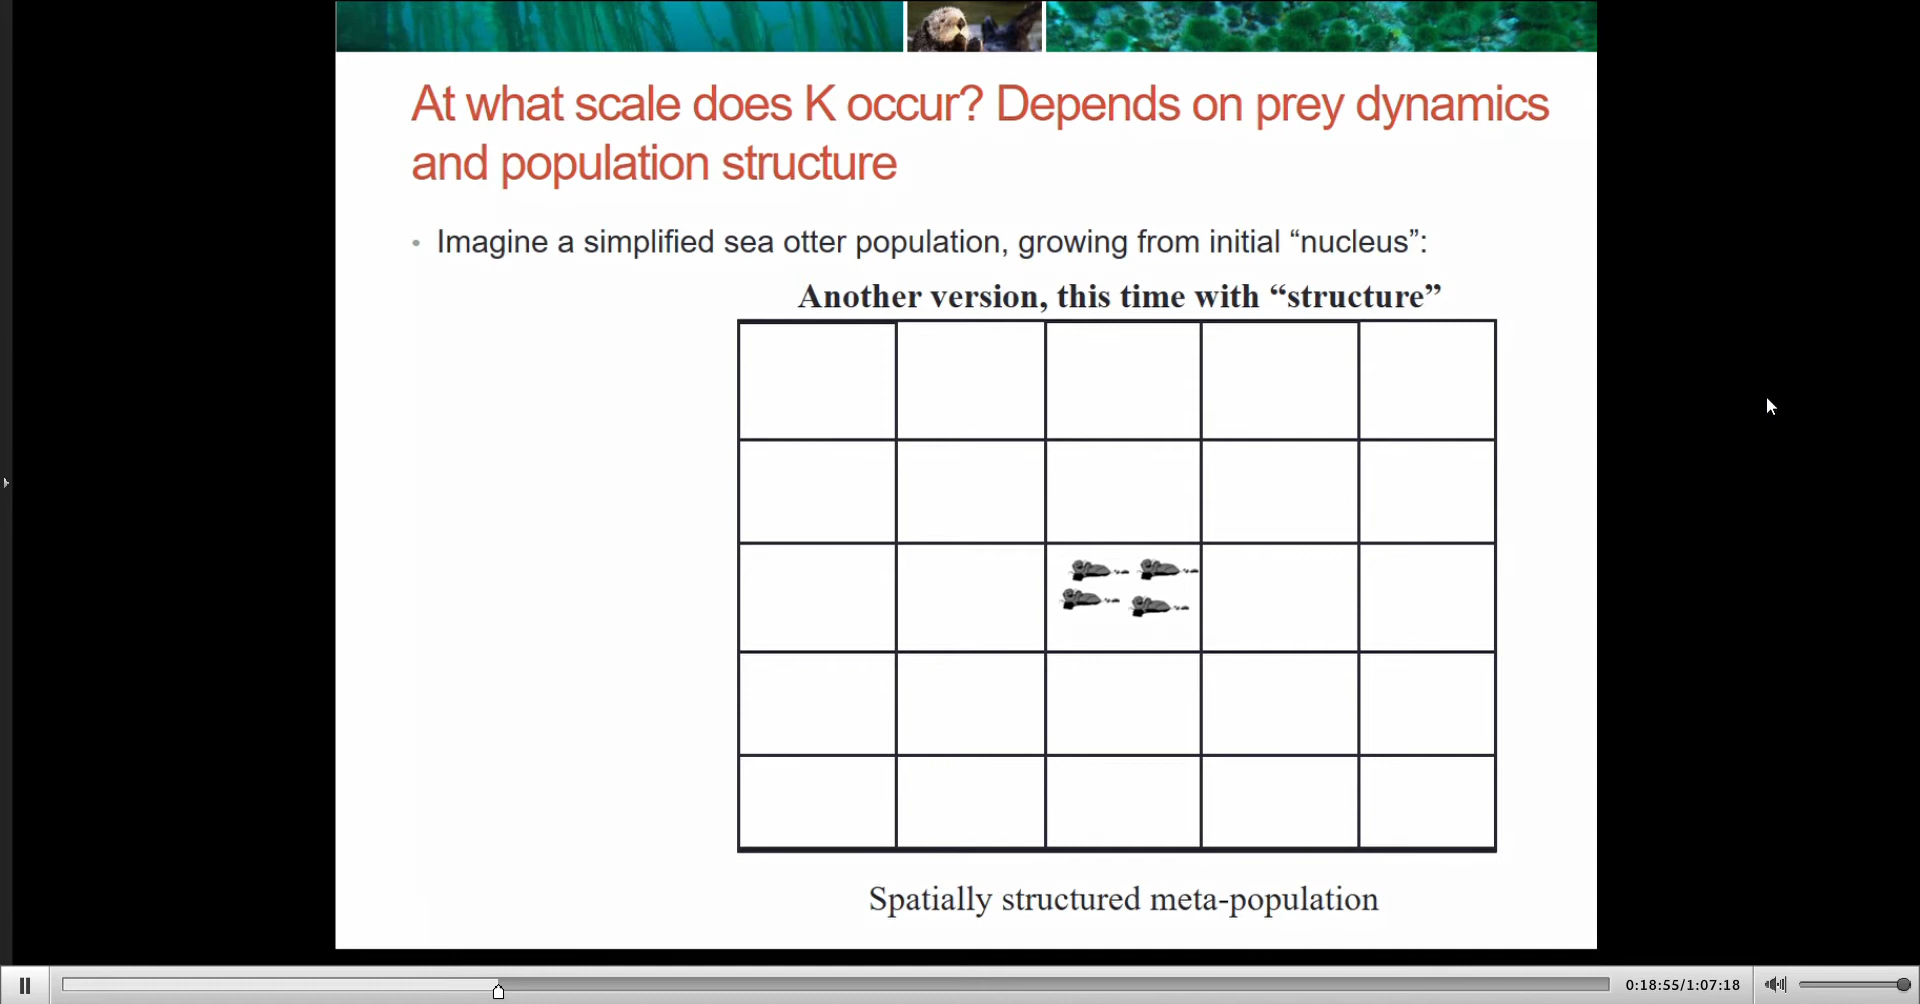 At what scale does K occur? Depends on prey dynamics
and population structure
• Imagine a simplified sea otter population, growing from initial “nucleus”:
Another version, this time with “structure”
Spatially structured meta-population
0:18:55/1:07:18